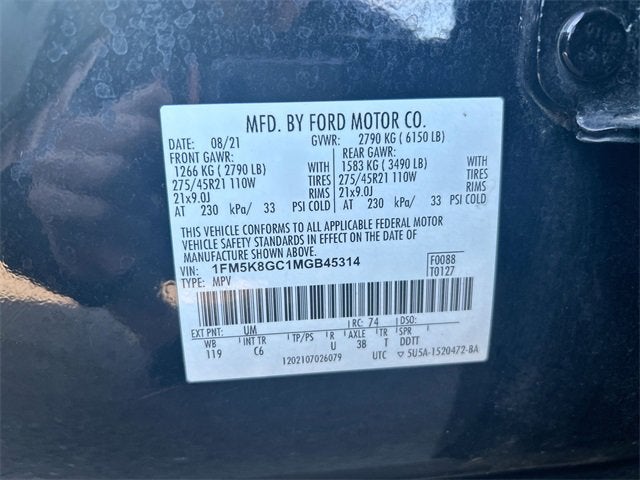 MFD. BY FORD MOTOR CO.
DATE: 08/21 GVWR: 2790 KG ( 6150 LB)
FRONT GAWR: REAR GAWR:
1266 KG ( 2790 LB) WITH 1583 KG ( 3490 LB) WITH
275/45R21 110W TIRES 275/45R21 110W TIRES
21x9.0J RIMS 21x9.0J RIMS
AT 230 kPa/ 33 PSI COLD AT 230 kPa/ 33 PSI COLD
THIS VEHICLE CONFORMS TO ALL APPLICABLE FEDERAL MOTOR
VEHICLE SAFETY STANDARDS IN EFFECT ON THE DATE OF
MANUFACTURE SHOWN ABOVE.
VIN: 1FM5K8GC1MGB45314 F0088
TYPE: MPV T0127
EXT PNT: UM RC: 74 DSO:
WB INT TR TP/PS R AXLE TR SPR
119 C6 U 3B T DDTT
1202107026079 UTC ▽ 5U5A-1520472-BA